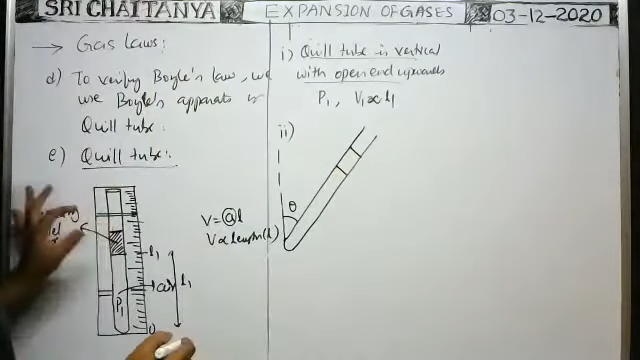 SRI CHAITANYA
EXPANSION OF GASES
03-12-2020
→ Gas laws:
d) To verify Boyle's law, we
use Boyle's apparatus or
Quill tube.
e) Quill tube:
l1
P1
air
l1
0
V = al
V ∝ length(l)
i) Quill tube is vertical
with open end upwards
P1, V1 ∝ l1
ii)
θ